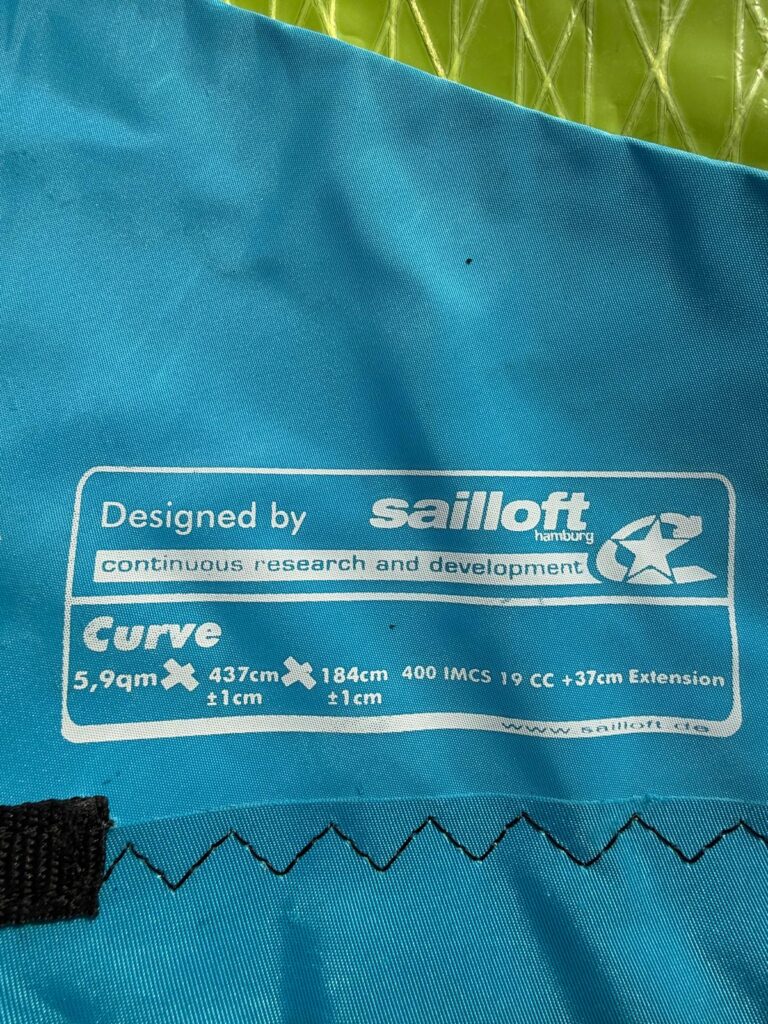 Designed by sailloft
hamburg
continuous research and development
Curve
5,9qm ✖ 437cm ✖ 184cm 400 IMCS 19 CC +37cm Extension
±1cm ±1cm
www.sailloft.de